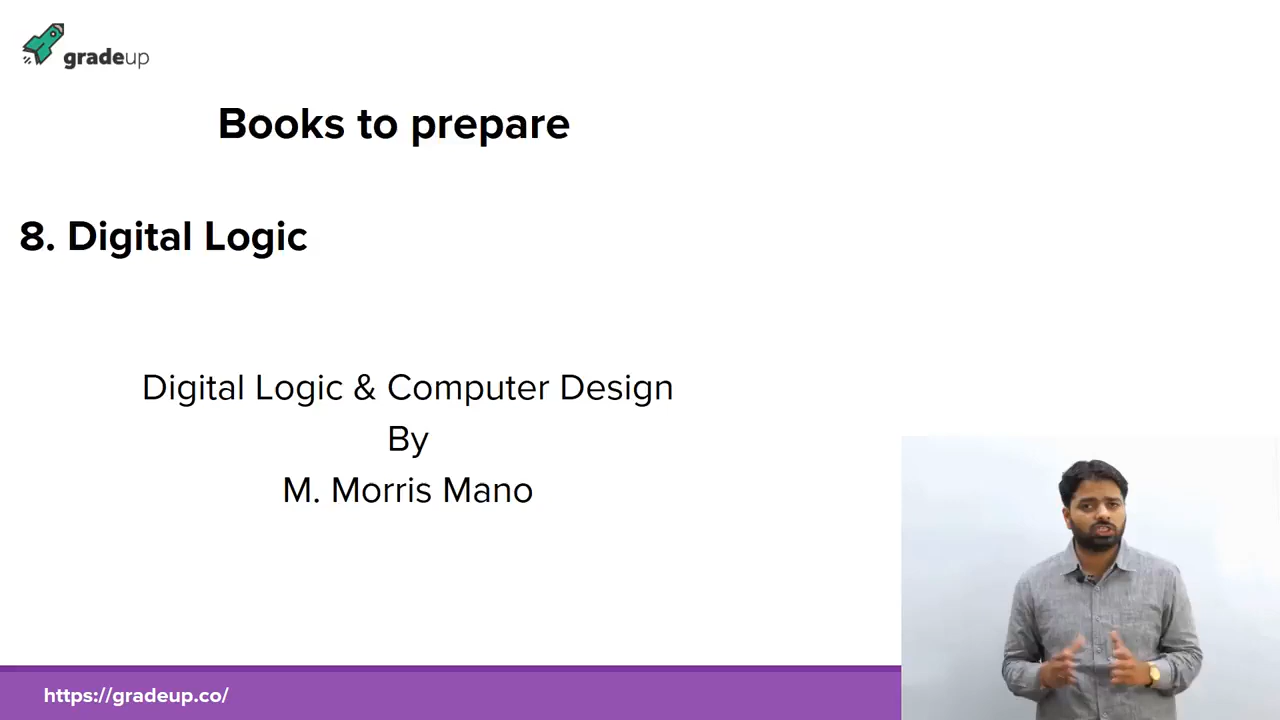 gradeup
Books to prepare
8. Digital Logic
Digital Logic & Computer Design
By
M. Morris Mano
https://gradeup.co/